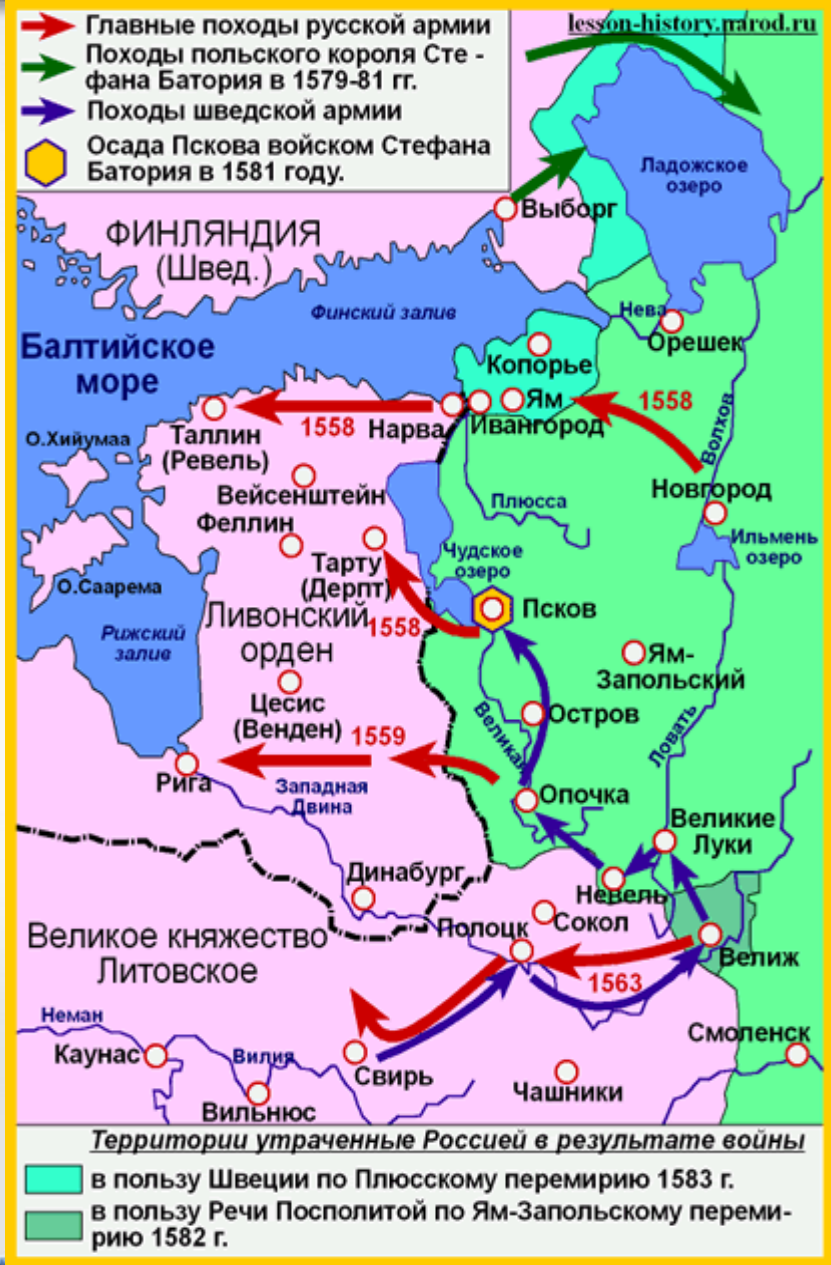 Главные походы русской армии
lesson-history.narod.ru
Походы польского короля Сте -
фана Батория в 1579-81 гг.
Походы шведской армии
Осада Пскова войском Стефана
Батория в 1581 году.
Ладожское
озеро
Выборг
ФИНЛЯНДИЯ
(Швед.)
Финский залив
Нева
Орешек
Балтийское
море
Копорье
Ям
1558
1558
Нарва
Ивангород
Волхов
Таллин
(Ревель)
О.Хийумаа
Вейсенштейн
Новгород
Плюсса
Феллин
Ильмень
озеро
Чудское
озеро
Тарту
(Дерпт)
О.Саарема
Псков
Ливонский
орден
1558
Рижский
залив
Ям-
Запольский
Цесис
(Венден)
Остров
Великая
Ловать
1559
Рига
Западная
Двина
Опочка
Великие
Луки
Динабург
Невель
Сокол
Полоцк
Велиж
Великое княжество
Литовское
1563
Неман
Смоленск
Каунас
Вилия
Свирь
Чашники
Вильнюс
Территории утраченные Россией в результате войны
в пользу Швеции по Плюсскому перемирию 1583 г.
в пользу Речи Посполитой по Ям-Запольскому переми-
рию 1582 г.